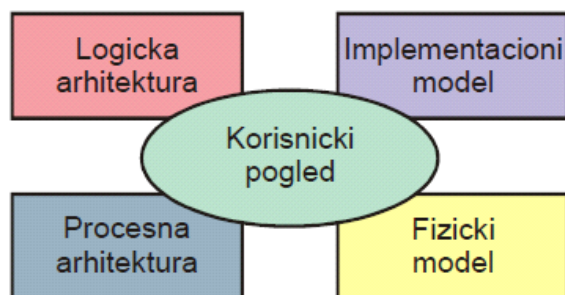 Logicka
arhitektura
Implementacioni
model
Korisnicki
pogled
Procesna
arhitektura
Fizicki
model